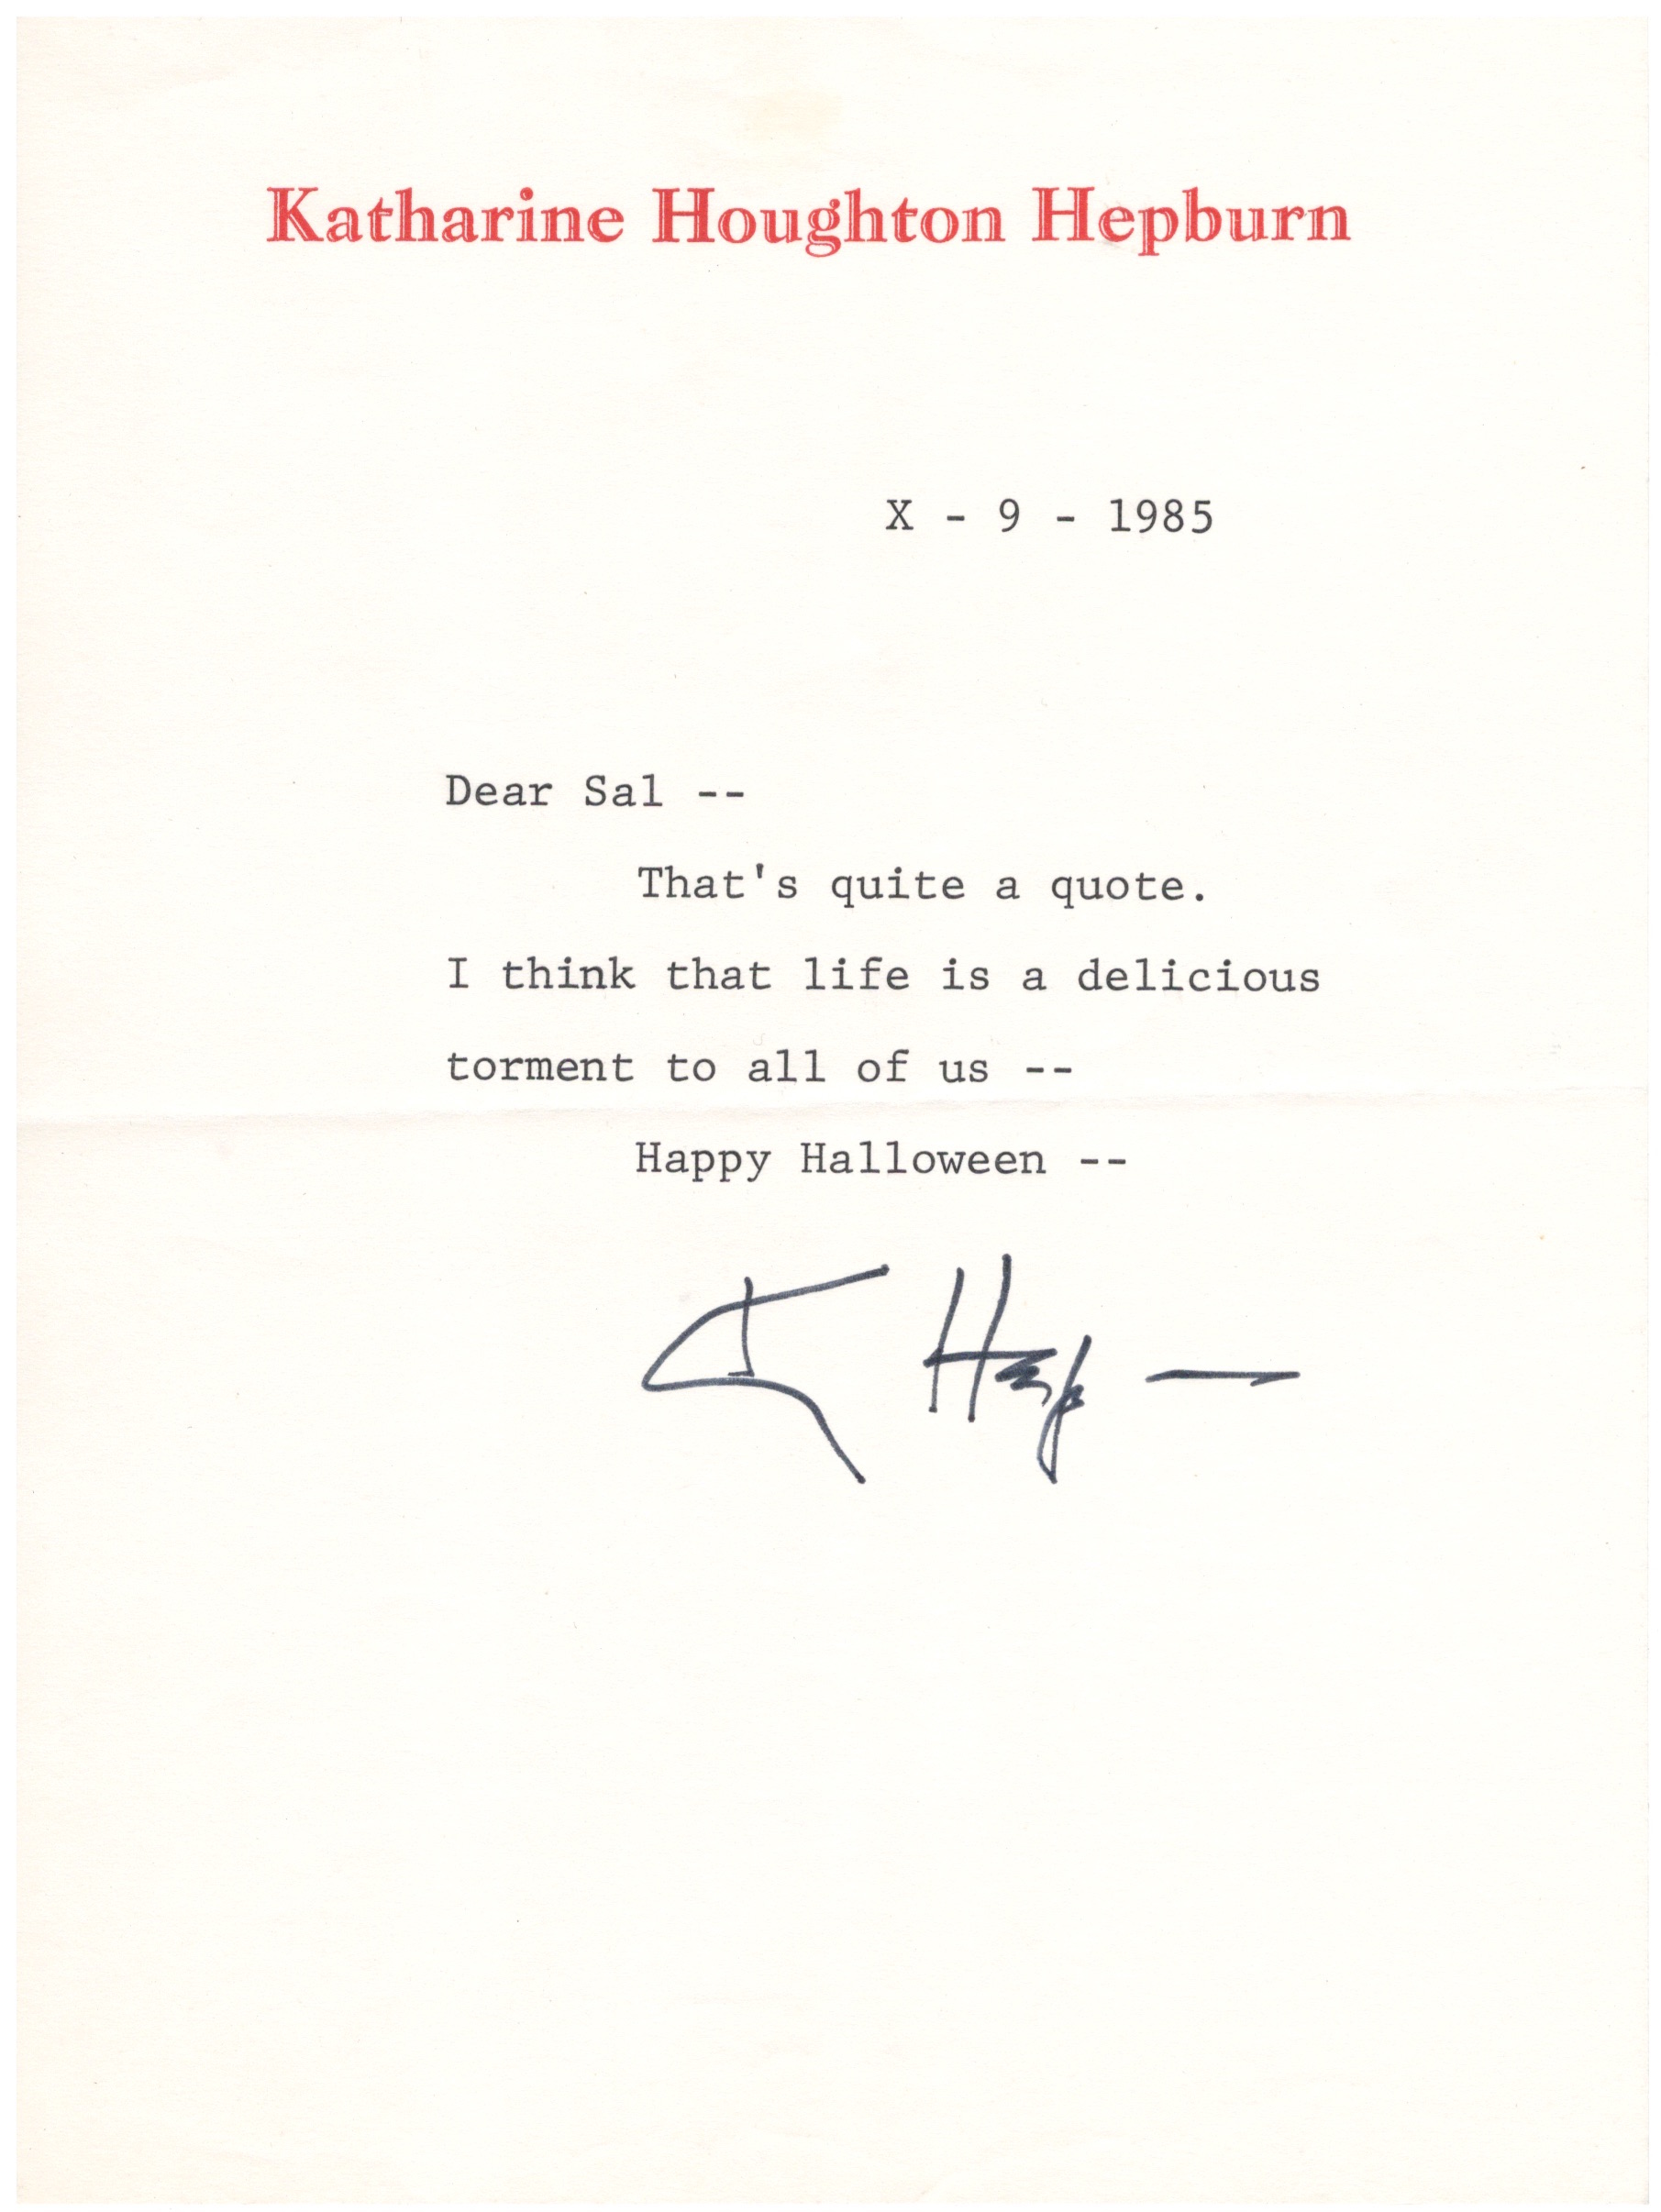 Katharine Houghton Hepburn
X - 9 - 1985
Dear Sal --
That's quite a quote.
I think that life is a delicious
torment to all of us --
Happy Halloween --
K Hep —